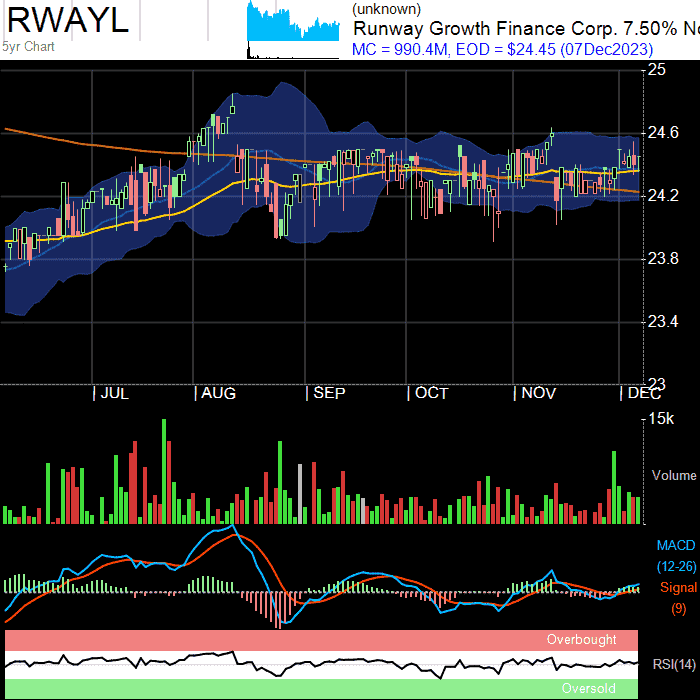 RWAYL
5yr Chart
(unknown)
Runway Growth Finance Corp. 7.50% No
MC = 990.4M, EOD = $24.45 (07Dec2023)
25
24.6
24.2
23.8
23.4
23
| JUL | AUG | SEP | OCT | NOV | DEC
15k
Volume
MACD
(12-26)
Signal
(9)
Overbought
RSI(14)
Oversold